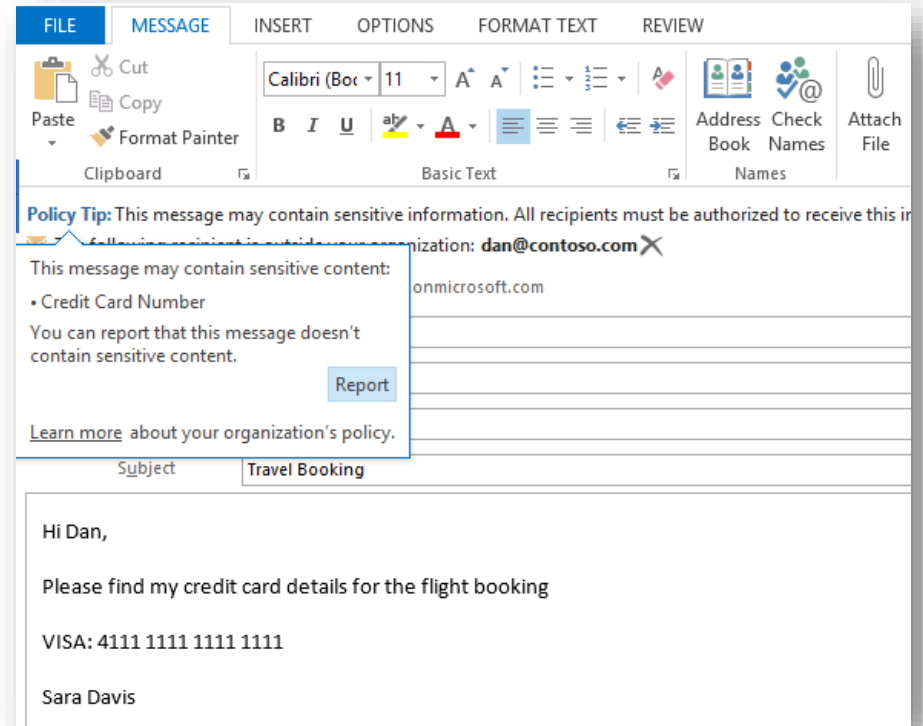 FILE MESSAGE INSERT OPTIONS FORMAT TEXT REVIEW
Cut
Copy
Format Painter
Paste
Calibri (Boc 11 A A
B I U aby A
Address Book
Check Names
Attach File
Clipboard Basic Text Names
Policy Tip: This message may contain sensitive information. All recipients must be authorized to receive this
following recipient is outside your organization: dan@contoso.com
onmicrosoft.com
This message may contain sensitive content:
• Credit Card Number
You can report that this message doesn't
contain sensitive content.
Report
Learn more about your organization's policy.
Subject Travel Booking
Hi Dan,
Please find my credit card details for the flight booking
VISA: 4111 1111 1111 1111
Sara Davis